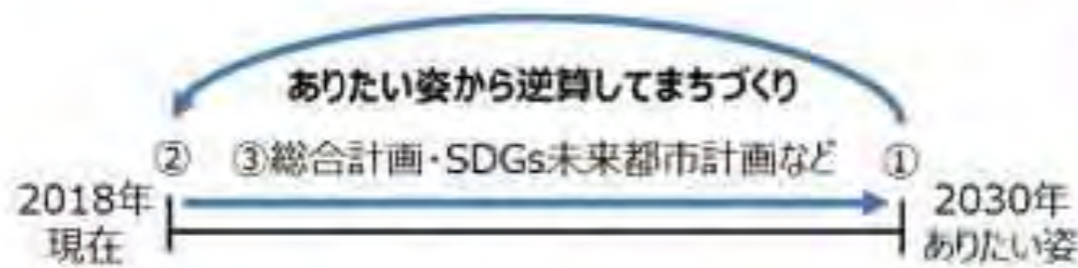 ありたい姿から逆算してまちづくり
② ③総合計画・SDGs未来都市計画など ①
2018年
現在
2030年
ありたい姿